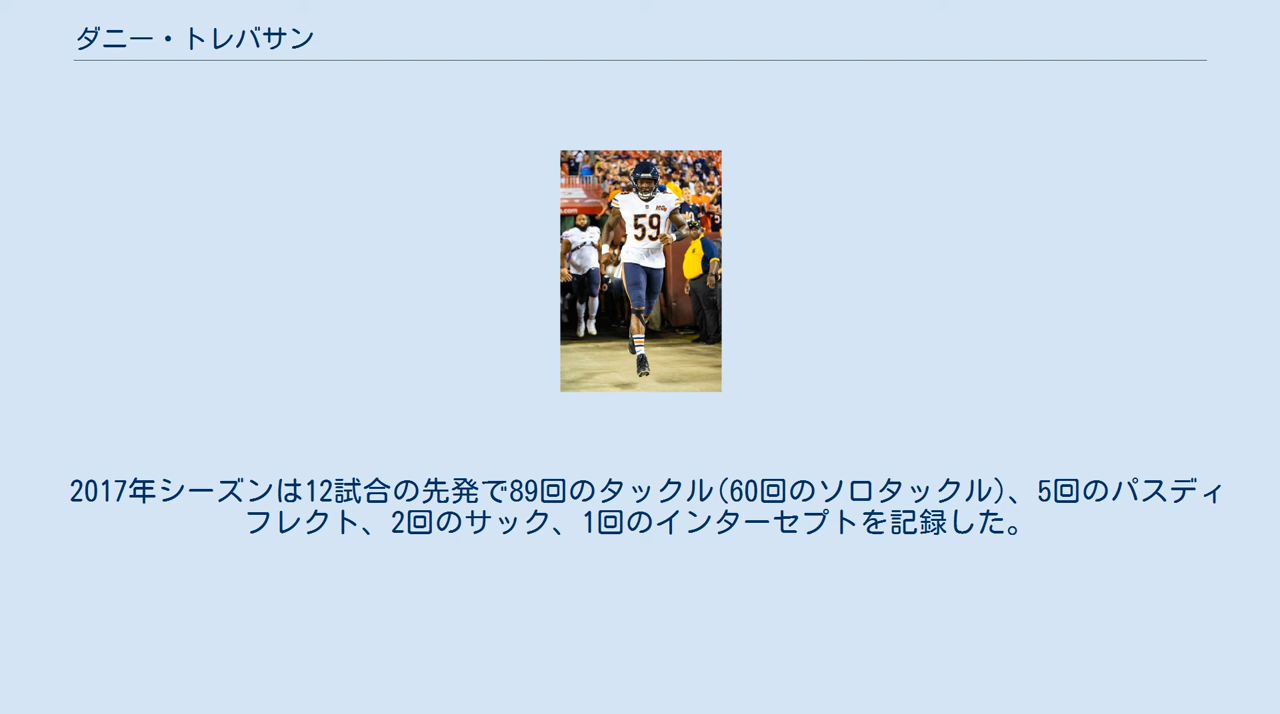 ダニー・トレバサン
59
2017年シーズンは12試合の先発で89回のタックル(60回のソロタックル)、5回のパスディ
フレクト、2回のサック、1回のインターセプトを記録した。